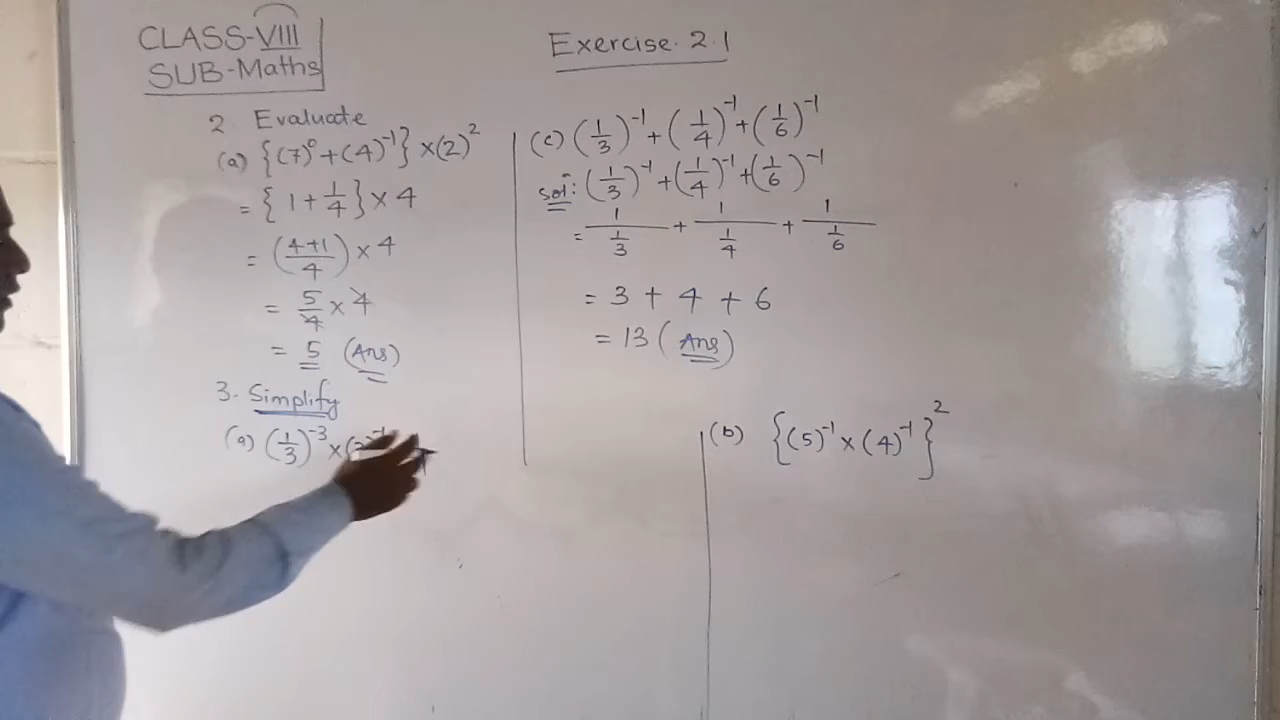 CLASS-VIII
SUB-Maths
Exercise 2.1
2 Evaluate
(a) {(7)⁰ + (4)⁻¹} × (2)²
= {1 + 1/4} × 4
= (4+1/4) × 4
= 5/4 × 4
= 5 (Ans)
3. Simplify
(a) (1/3)⁻³ ×
(c) (1/3)⁻¹ + (1/4)⁻¹ + (1/6)⁻¹
Solⁿ: (1/3)⁻¹ + (1/4)⁻¹ + (1/6)⁻¹
= 1/(1/3) + 1/(1/4) + 1/(1/6)
= 3 + 4 + 6
= 13 (Ans)
(b) {(5)⁻¹ × (4)⁻¹}²